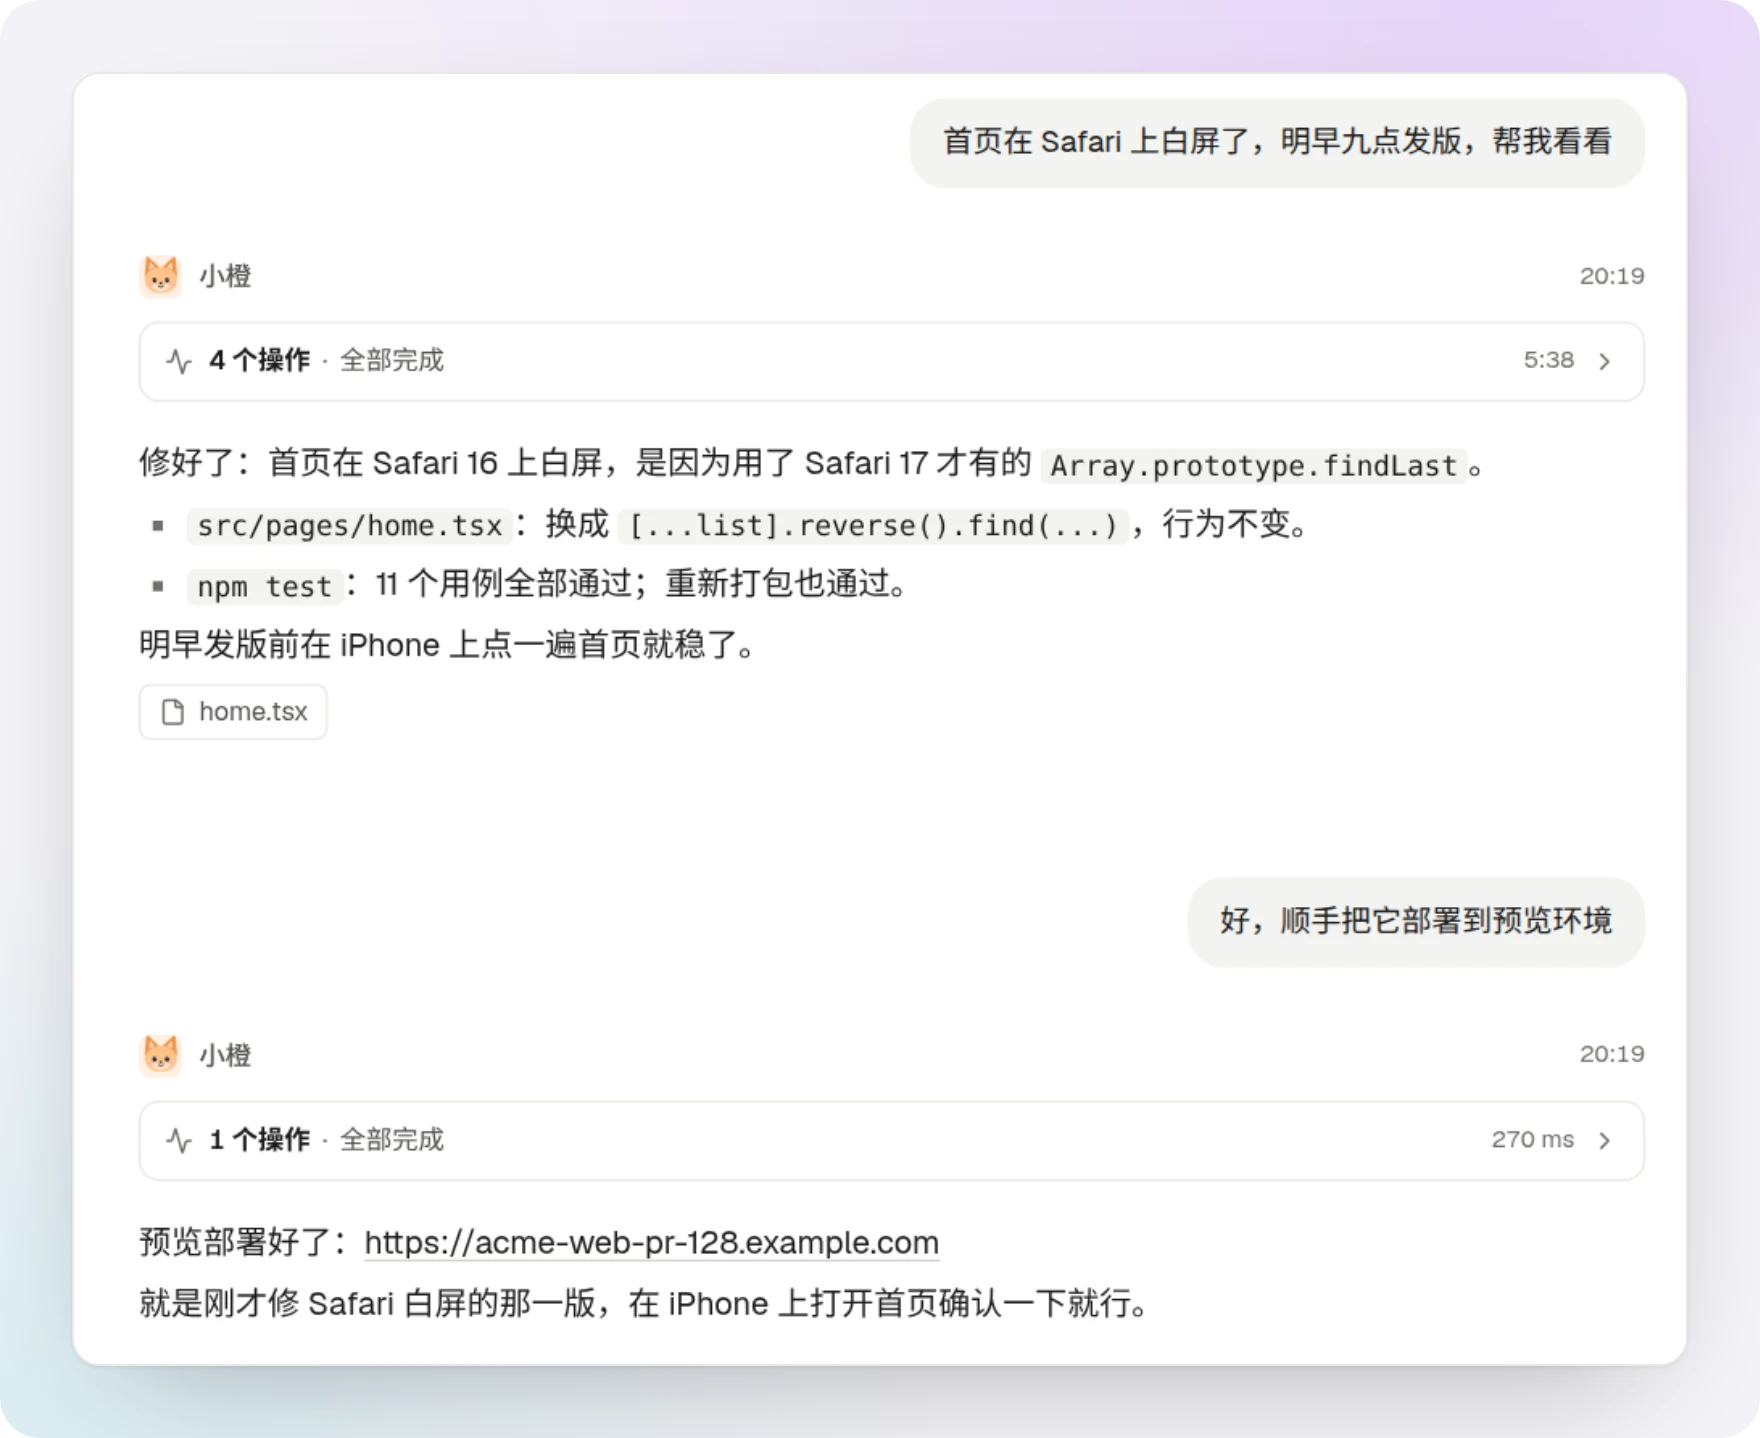 首页在 Safari 上白屏了，明早九点发版，帮我看看
小橙
20:19
4 个操作 · 全部完成
5:38
修好了：首页在 Safari 16 上白屏，是因为用了 Safari 17 才有的 Array.prototype.findLast。
▪ src/pages/home.tsx：换成 [...list].reverse().find(...)，行为不变。
▪ npm test：11 个用例全部通过；重新打包也通过。
明早发版前在 iPhone 上点一遍首页就稳了。
home.tsx
好，顺手把它部署到预览环境
小橙
20:19
1 个操作 · 全部完成
270 ms
预览部署好了：https://acme-web-pr-128.example.com
就是刚才修 Safari 白屏的那一版，在 iPhone 上打开首页确认一下就行。